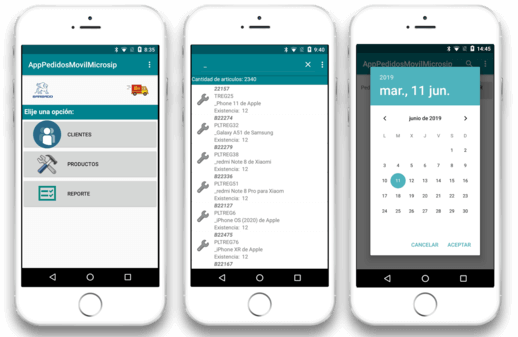 8:35
AppPedidosMovilMicrosip
Elije una opción:
CLIENTES
PRODUCTOS
REPORTE
9:40
Cantidad de articulos: 2340
22157
TREG25
_Phone 11 de Apple
Existencia: 12
B22274
PLTREG32
_Galaxy A51 de Samsung
Existencia: 12
B22279
PLTREG38
_redmi Note 8 de Xiaomi
Existencia: 12
B22336
PLTREG51
_redmi Note 8 Pro para Xiaomi
Existencia: 12
B22137
PLTREG6
_iPhone OS (2020) de Apple
Existencia: 12
B22475
PLTREG76
_iPhone XR de Apple
Existencia: 12
B22167
14:45
AppPedidosMovilMicrosip
2019
mar., 11 jun.
junio de 2019
L M M J V S D
1 2
3 4 5 6 7 8 9
10 11 12 13 14 15 16
17 18 19 20 21 22 23
24 25 26 27 28 29 30
CANCELAR ACEPTAR